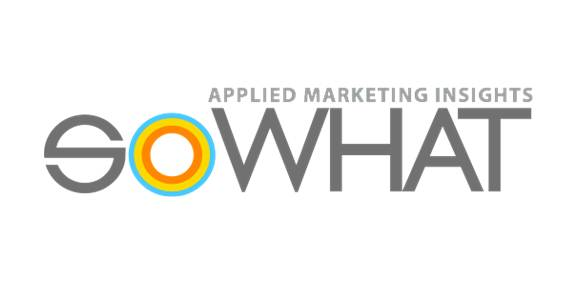 APPLIED MARKETING INSIGHTS
SOWHAT